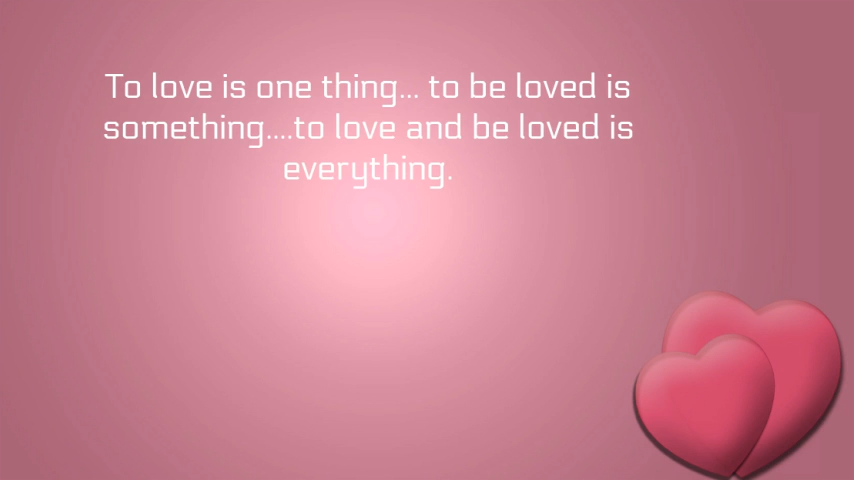 To love is one thing... to be loved is
something....to love and be loved is
everything.